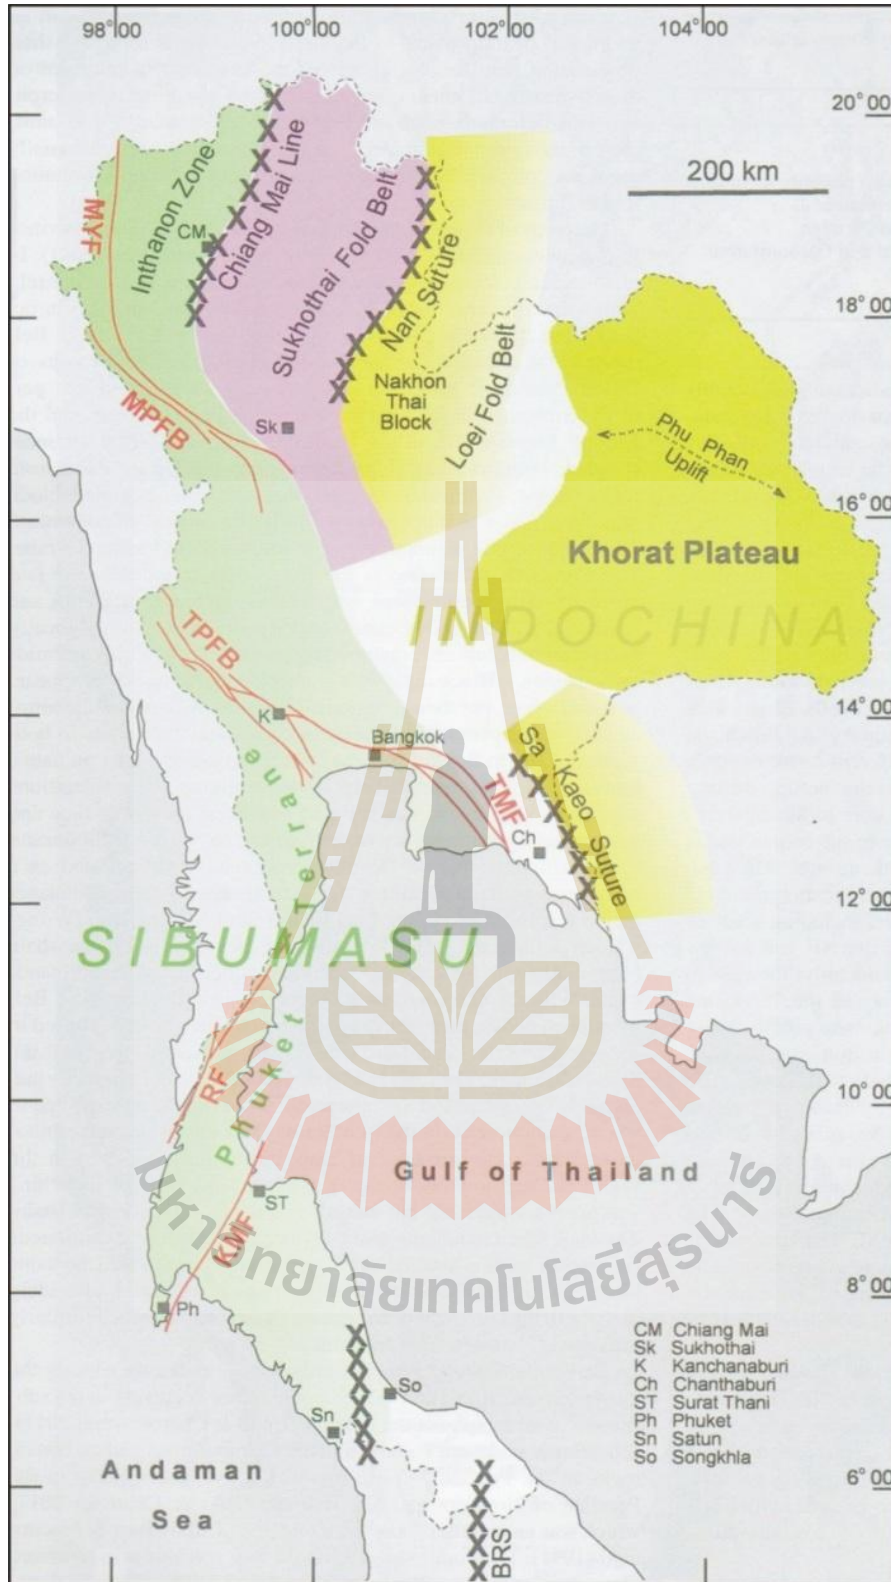 98°00
100°00
102°00
104°00
20°00
200 km
Inthanon Zone
Chiang Mai Line
CM
MYF
Sukhothai Fold Belt
Nan Suture
18°00
Nakhon
Thai
Block
Loei Fold Belt
MPFB
Sk
Phu Phan
Uplift
16°00
Khorat Plateau
INDOCHINA
TPFB
K
14°00
Bangkok
Sa Kaeo Suture
TMF
Ch
12°00
SIBUMASU
Phuket Terrane
RF
10°00
Gulf of Thailand
ST
KMF
มหาวิทยาลัยเทคโนโลยีสุรนารี
8°00
Ph
CM Chiang Mai
Sk Sukhothai
K Kanchanaburi
Ch Chanthaburi
ST Surat Thani
Ph Phuket
Sn Satun
So Songkhla
So
Sn
Andaman
Sea
6°00
BRS